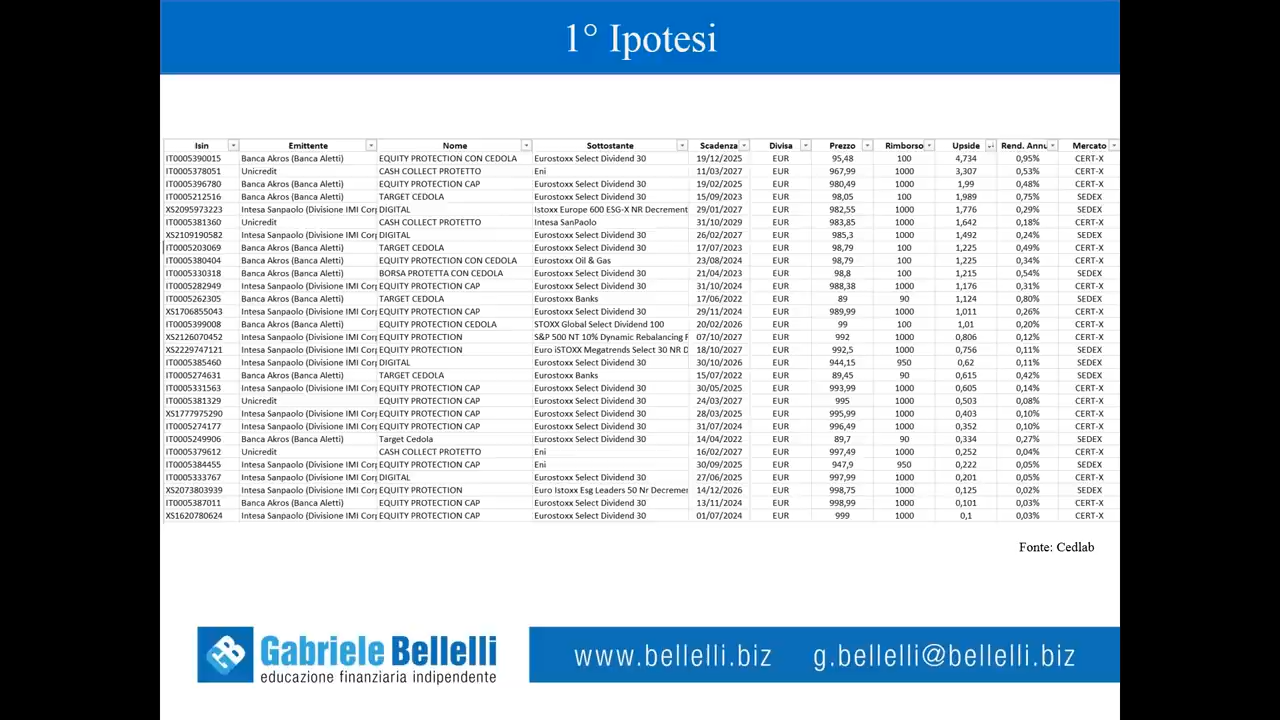 1° Ipotesi
Isin Emittente Nome Sottostante Scadenza Divisa Prezzo Rimborso Upside Rend. Annu Mercato
IT0005390015 Banca Akros (Banca Aletti) EQUITY PROTECTION CON CEDOLA Eurostoxx Select Dividend 30 19/12/2025 EUR 95,48 100 4,734 0,95% CERT-X
IT0005378051 Unicredit CASH COLLECT PROTETTO Eni 11/03/2027 EUR 967,99 1000 3,307 0,53% CERT-X
IT0005396780 Banca Akros (Banca Aletti) EQUITY PROTECTION CAP Eurostoxx Select Dividend 30 19/02/2025 EUR 980,49 1000 1,99 0,48% CERT-X
IT0005212516 Banca Akros (Banca Aletti) TARGET CEDOLA Eurostoxx Select Dividend 30 15/09/2023 EUR 98,05 100 1,989 0,75% SEDEX
XS2095973223 Intesa Sanpaolo (Divisione IMI Corp DIGITAL Istoxx Europe 600 ESG-X NR Decrement 29/01/2027 EUR 982,55 1000 1,776 0,29% SEDEX
IT0005381360 Unicredit CASH COLLECT PROTETTO Intesa SanPaolo 31/10/2029 EUR 983,85 1000 1,642 0,18% CERT-X
XS2109190582 Intesa Sanpaolo (Divisione IMI Corp DIGITAL Eurostoxx Select Dividend 30 26/02/2027 EUR 985,3 1000 1,492 0,24% SEDEX
IT0005203069 Banca Akros (Banca Aletti) TARGET CEDOLA Eurostoxx Select Dividend 30 17/07/2023 EUR 98,79 100 1,225 0,49% CERT-X
IT0005380404 Banca Akros (Banca Aletti) EQUITY PROTECTION CON CEDOLA Eurostoxx Oil & Gas 23/08/2024 EUR 98,79 100 1,225 0,34% CERT-X
IT0005330318 Banca Akros (Banca Aletti) BORSA PROTETTA CON CEDOLA Eurostoxx Select Dividend 30 21/04/2023 EUR 98,8 100 1,215 0,54% CERT-X
IT0005282949 Intesa Sanpaolo (Divisione IMI Corp EQUITY PROTECTION CAP Eurostoxx Select Dividend 30 31/10/2024 EUR 988,38 1000 1,176 0,31% CERT-X
IT0005262305 Banca Akros (Banca Aletti) TARGET CEDOLA Eurostoxx Banks 17/06/2022 EUR 89 90 1,124 0,80% SEDEX
XS1706855043 Intesa Sanpaolo (Divisione IMI Corp EQUITY PROTECTION CAP Eurostoxx Select Dividend 30 29/11/2024 EUR 989,99 1000 1,011 0,26% CERT-X
IT0005399008 Banca Akros (Banca Aletti) EQUITY PROTECTION CEDOLA STOXX Global Select Dividend 100 20/02/2026 EUR 99 100 1,01 0,20% CERT-X
XS2126070452 Intesa Sanpaolo (Divisione IMI Corp EQUITY PROTECTION S&P 500 NT 10% Dynamic Rebalancing P 07/10/2027 EUR 992 1000 0,806 0,12% CERT-X
XS2229747121 Intesa Sanpaolo (Divisione IMI Corp EQUITY PROTECTION Euro iSTOXX Megatrends Select 30 NR D 18/10/2027 EUR 992,5 1000 0,756 0,11% SEDEX
IT0005385460 Intesa Sanpaolo (Divisione IMI Corp DIGITAL Eurostoxx Select Dividend 30 30/10/2026 EUR 944,15 950 0,62 0,11% SEDEX
IT0005274631 Banca Akros (Banca Aletti) TARGET CEDOLA Eurostoxx Banks 15/07/2022 EUR 89,45 90 0,615 0,42% SEDEX
IT0005331563 Intesa Sanpaolo (Divisione IMI Corp EQUITY PROTECTION CAP Eurostoxx Select Dividend 30 30/05/2025 EUR 993,99 1000 0,605 0,14% CERT-X
IT0005381329 Unicredit EQUITY PROTECTION CAP Eurostoxx Select Dividend 30 24/03/2027 EUR 995 1000 0,503 0,08% CERT-X
XS1777975290 Intesa Sanpaolo (Divisione IMI Corp EQUITY PROTECTION CAP Eurostoxx Select Dividend 30 28/03/2025 EUR 995,99 1000 0,403 0,10% CERT-X
IT0005274177 Intesa Sanpaolo (Divisione IMI Corp EQUITY PROTECTION CAP Eurostoxx Select Dividend 30 31/07/2024 EUR 996,49 1000 0,352 0,10% CERT-X
IT0005249906 Banca Akros (Banca Aletti) Target Cedola Eurostoxx Select Dividend 30 14/04/2022 EUR 89,7 90 0,334 0,27% SEDEX
IT0005379612 Unicredit CASH COLLECT PROTETTO Eni 16/02/2027 EUR 997,49 1000 0,252 0,04% CERT-X
IT0005384455 Intesa Sanpaolo (Divisione IMI Corp EQUITY PROTECTION CAP Eni 30/09/2025 EUR 947,9 950 0,222 0,05% SEDEX
IT0005333767 Intesa Sanpaolo (Divisione IMI Corp DIGITAL Eurostoxx Select Dividend 30 27/06/2025 EUR 997,99 1000 0,201 0,05% CERT-X
XS2073803939 Intesa Sanpaolo (Divisione IMI Corp EQUITY PROTECTION Euro Istoxx Esg Leaders 50 Nr Decremer 14/12/2026 EUR 998,75 1000 0,125 0,02% SEDEX
IT0005387011 Banca Akros (Banca Aletti) EQUITY PROTECTION CAP Eurostoxx Select Dividend 30 13/11/2024 EUR 998,99 1000 0,101 0,03% CERT-X
XS1620780624 Intesa Sanpaolo (Divisione IMI Corp EQUITY PROTECTION CAP Eurostoxx Select Dividend 30 01/07/2024 EUR 999 1000 0,1 0,03% CERT-X
Fonte: Cedlab
Gabriele Bellelli
educazione finanziaria indipendente
www.bellelli.biz g.bellelli@bellelli.biz